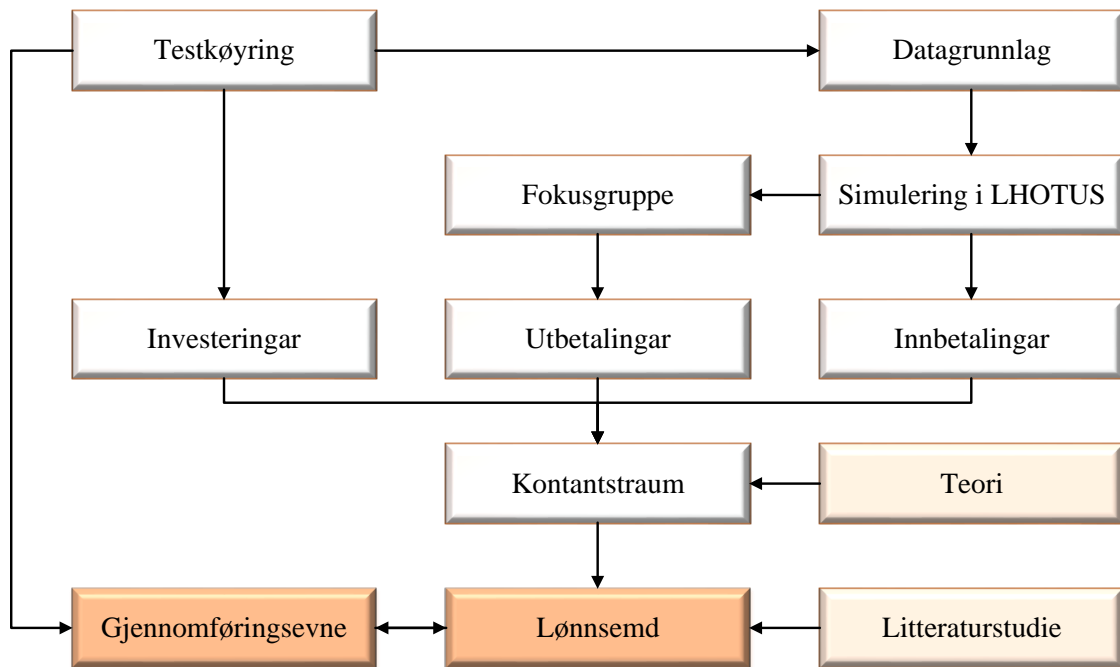 Testkøyring
Datagrunnlag
Fokusgruppe
Simulering i LHOTUS
Investeringar
Utbetalingar
Innbetalingar
Kontantstraum
Teori
Gjennomføringsevne
Lønnsemd
Litteraturstudie